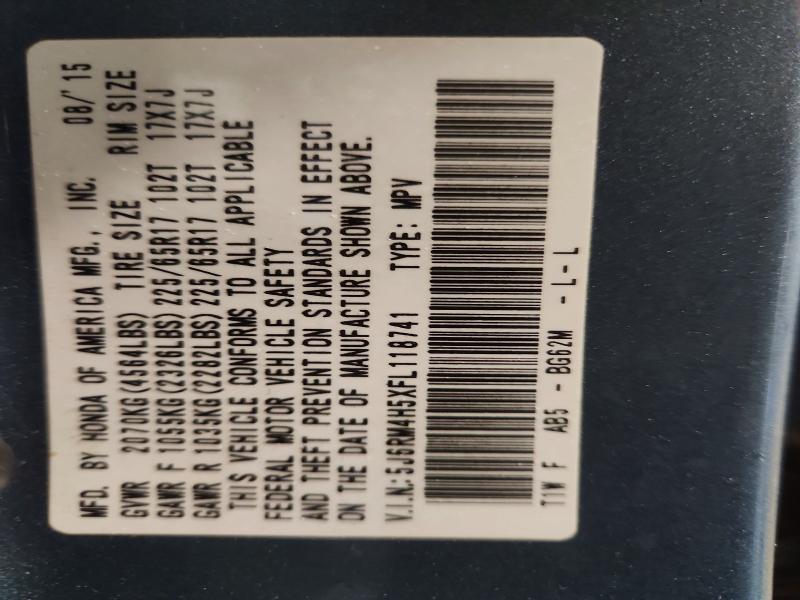 MFD. BY HONDA OF AMERICA MFG., INC. 08/'15
GVWR 2070KG(4564LBS) TIRE SIZE RIM SIZE
GAWR F 1055KG(2326LBS) 225/65R17 102T 17X7J
GAWR R 1035KG(2282LBS) 225/65R17 102T 17X7J
THIS VEHICLE CONFORMS TO ALL APPLICABLE
FEDERAL MOTOR VEHICLE SAFETY
AND THEFT PREVENTION STANDARDS IN EFFECT
ON THE DATE OF MANUFACTURE SHOWN ABOVE.
V.I.N:5J6RM4H5XFL118741 TYPE: MPV
T1W F AB5 - BG62M - L - L